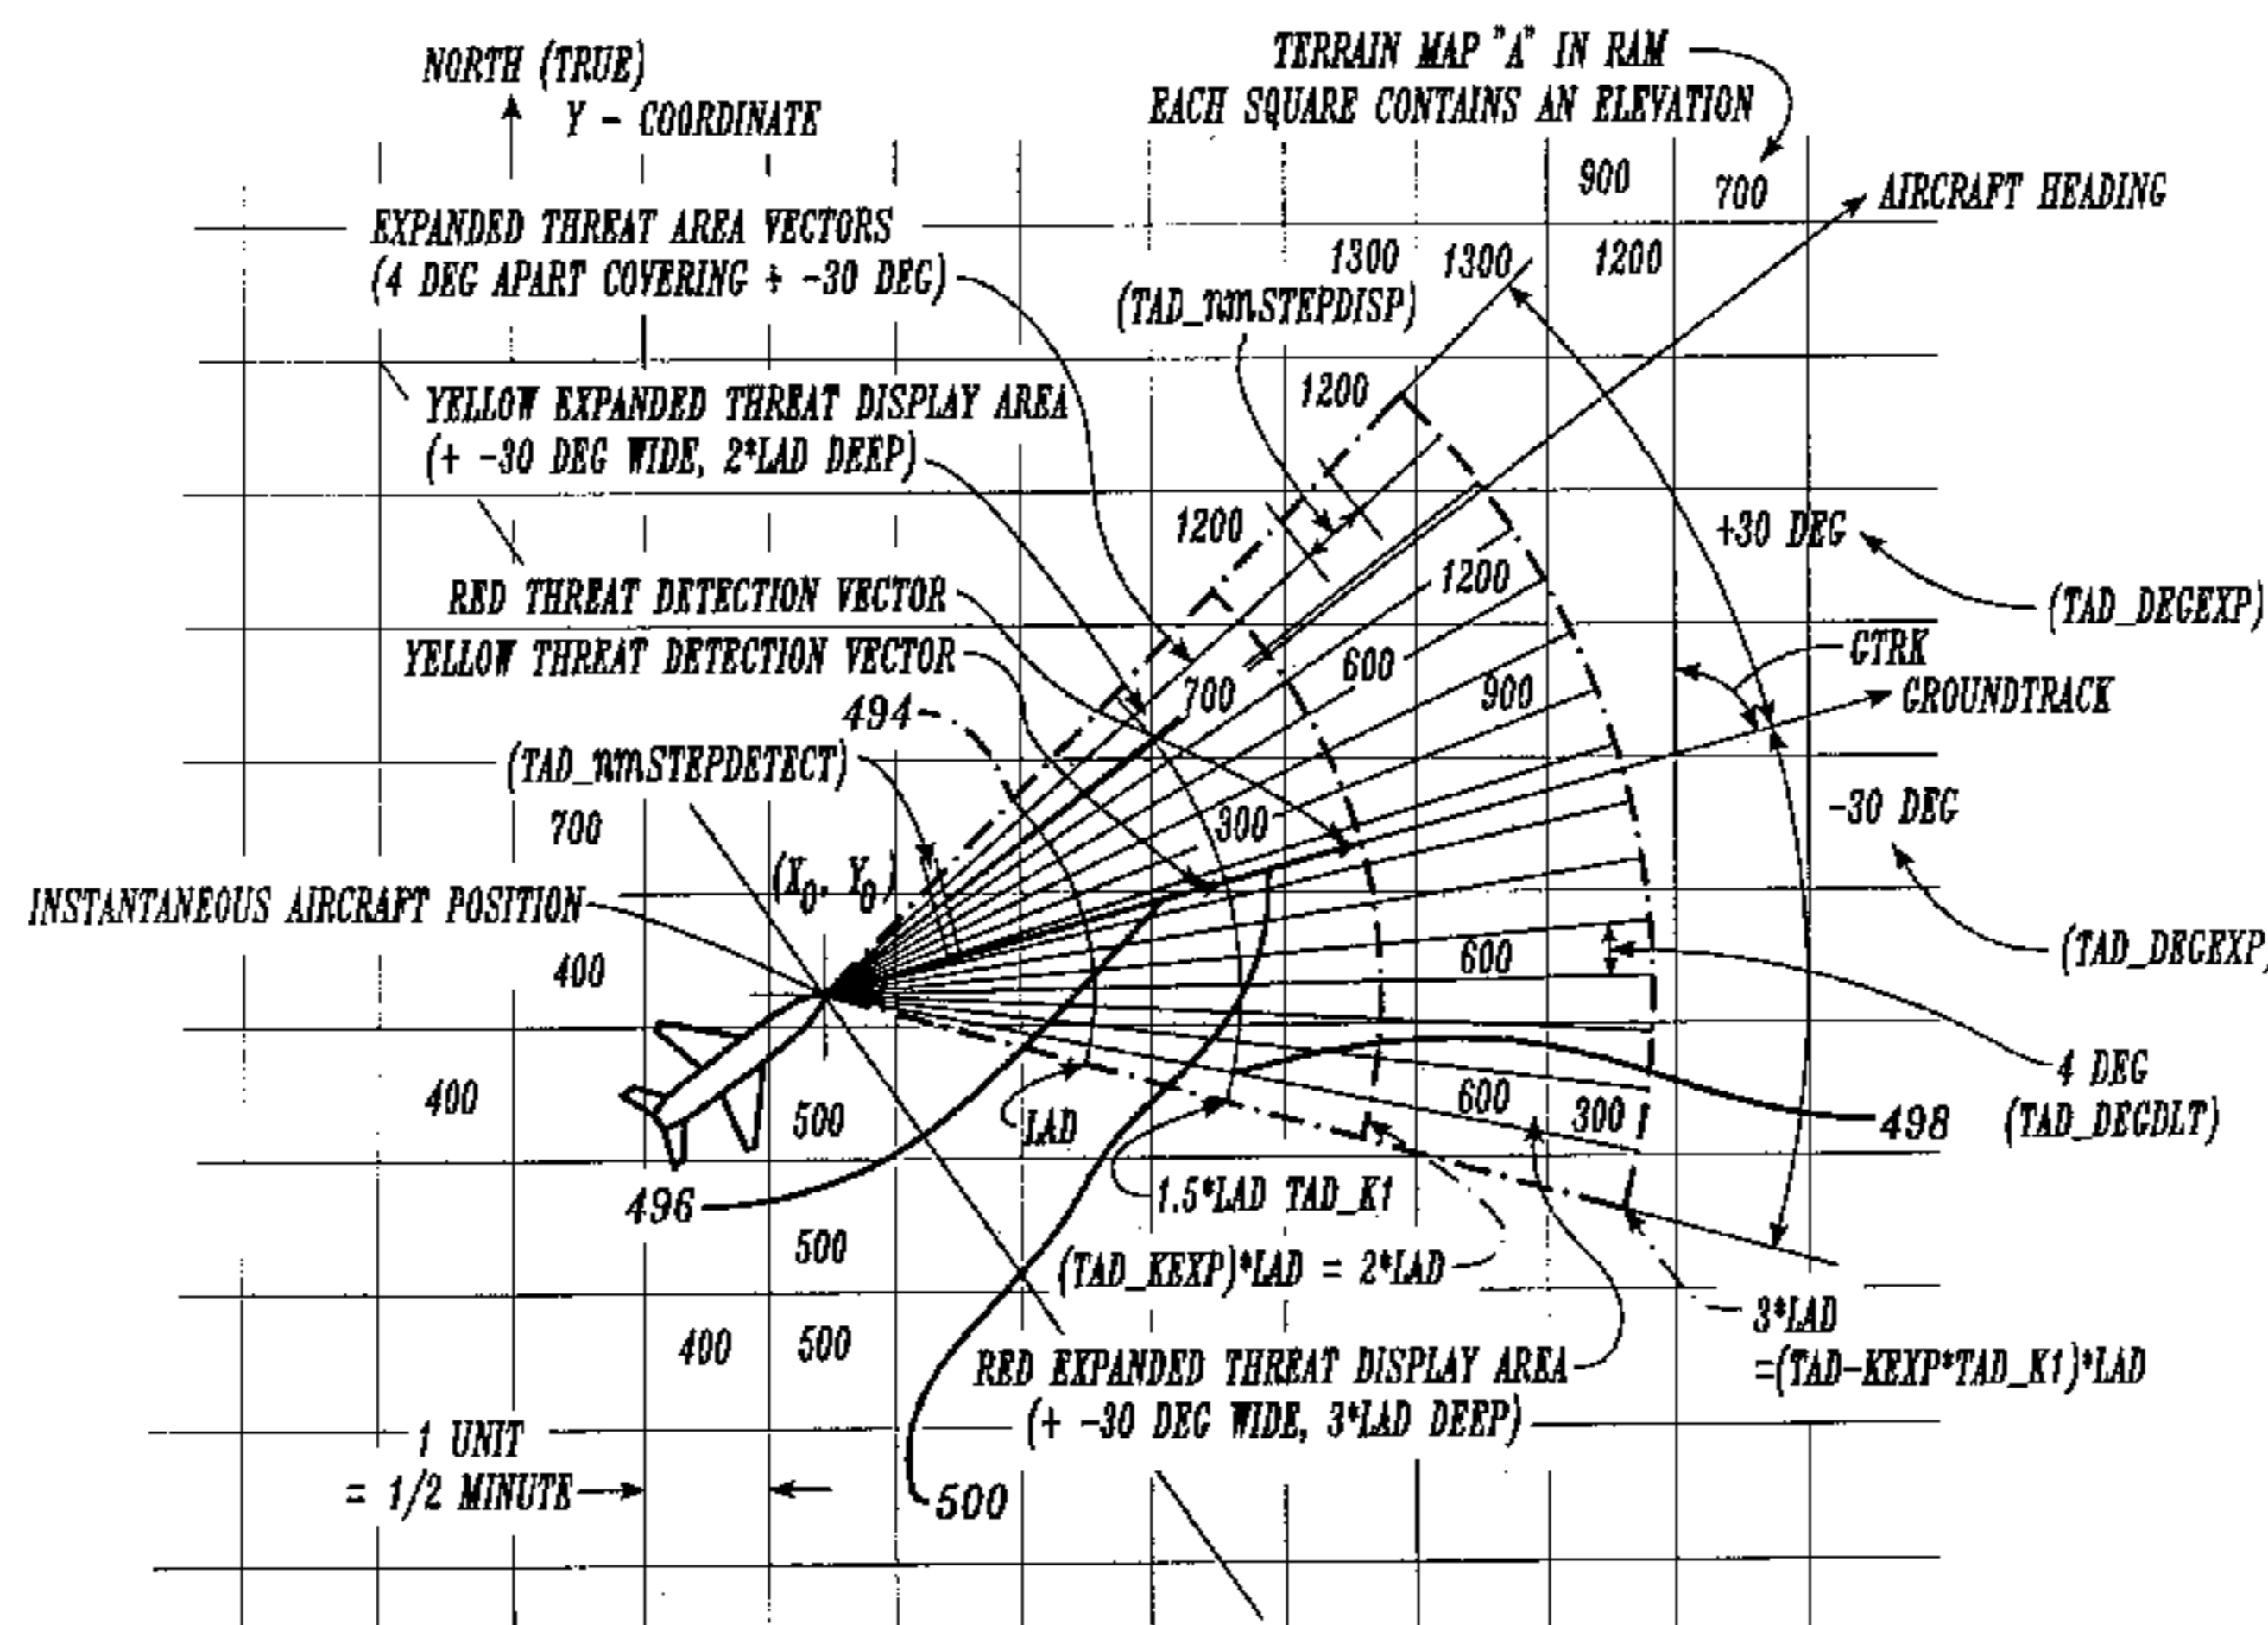 NORTH (TRUE)
Y - COORDINATE
TERRAIN MAP "A" IN RAM
EACH SQUARE CONTAINS AN ELEVATION
900
700
AIRCRAFT HEADING
EXPANDED THREAT AREA VECTORS
(4 DEG APART COVERING + -30 DEG)
1300
1300
1200
(TAD_nm.STEPDISP)
YELLOW EXPANDED THREAT DISPLAY AREA
(+ -30 DEG WIDE, 2*LAD DEEP)
1200
1200
+30 DEG
(TAD_DEGEXP)
RED THREAT DETECTION VECTOR
YELLOW THREAT DETECTION VECTOR
1200
600
700
900
GTRK
GROUNDTRACK
494
(TAD_nm.STEPDETECT)
700
300
-30 DEG
(X0, Y0)
INSTANTANEOUS AIRCRAFT POSITION
400
600
(TAD_DEGEXP)
4 DEG
(TAD_DEGDLT)
400
500
LAD
600
300
498
496
1.5*LAD TAD_K1
500
(TAD_KEXP)*LAD = 2*LAD
3*LAD
=(TAD-KEXP*TAD_K1)*LAD
400
500
RED EXPANDED THREAT DISPLAY AREA
(+ -30 DEG WIDE, 3*LAD DEEP)
1 UNIT
= 1/2 MINUTE
500